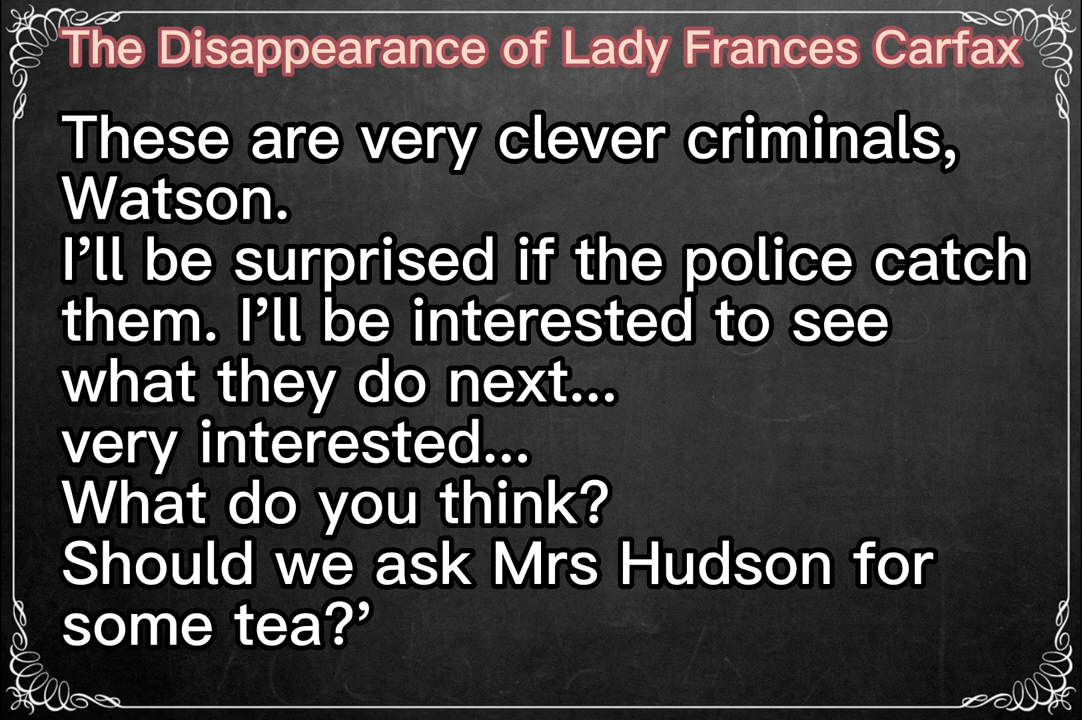 The Disappearance of Lady Frances Carfax
These are very clever criminals,
Watson.
I’ll be surprised if the police catch
them. I’ll be interested to see
what they do next...
very interested...
What do you think?
Should we ask Mrs Hudson for
some tea?’